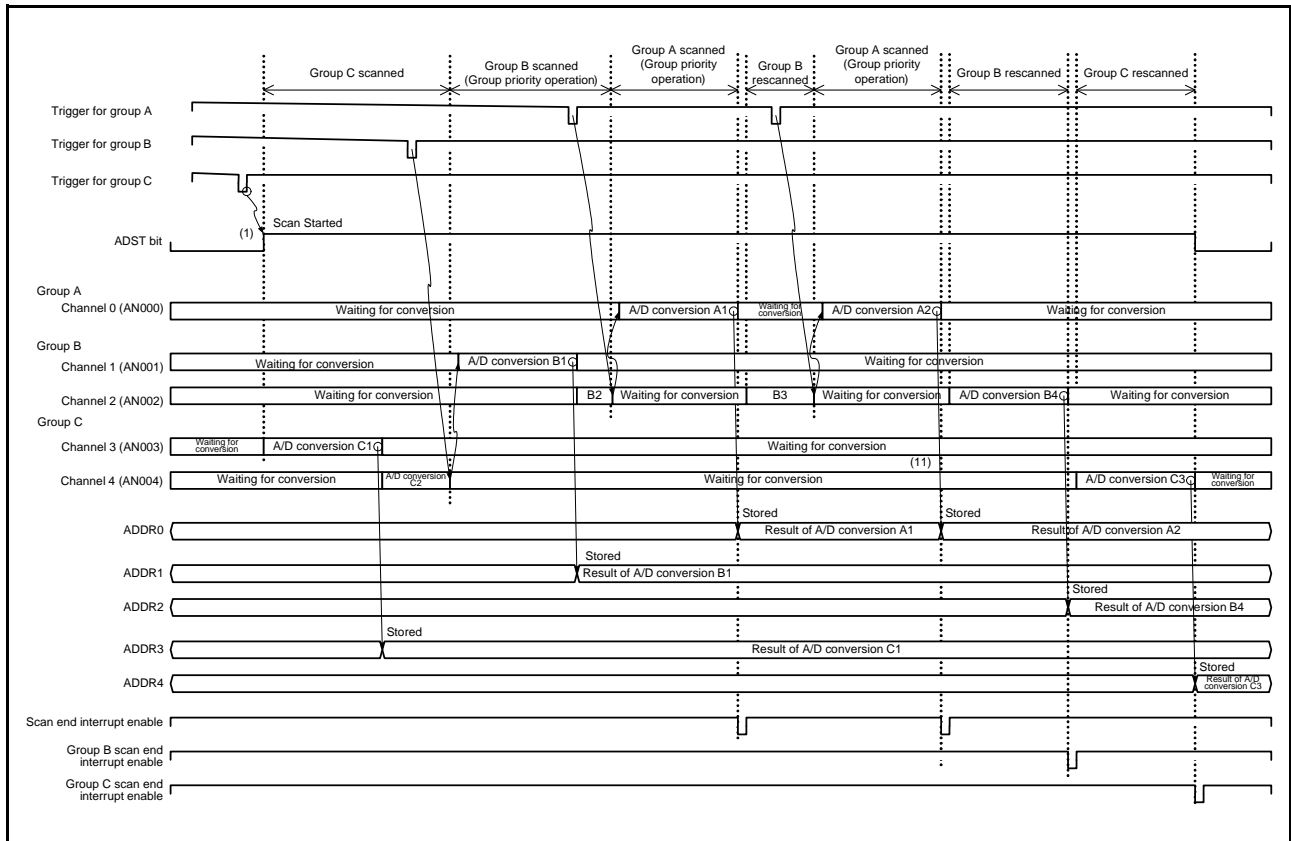 Group C scanned
Group B scanned
(Group priority operation)
Group A scanned
(Group priority
operation)
Group B
rescanned
Group A scanned
(Group priority
operation)
Group B rescanned
Group C rescanned
Trigger for group A
Trigger for group B
Trigger for group C
(1)
Scan Started
ADST bit
Group A
Channel 0 (AN000)
Waiting for conversion
A/D conversion A1
Waiting for
conversion
A/D conversion A2
Waiting for conversion
Group B
Channel 1 (AN001)
Waiting for conversion
A/D conversion B1
Waiting for conversion
Channel 2 (AN002)
Waiting for conversion
B2
Waiting for conversion
B3
Waiting for conversion
A/D conversion B4
Waiting for conversion
Group C
Channel 3 (AN003)
Waiting for
conversion
A/D conversion C1
Waiting for conversion
(11)
Channel 4 (AN004)
Waiting for conversion
A/D conversion
C2
Waiting for conversion
A/D conversion C3
Waiting for
conversion
ADDR0
Stored
Result of A/D conversion A1
Stored
Result of A/D conversion A2
ADDR1
Stored
Result of A/D conversion B1
ADDR2
Stored
Result of A/D conversion B4
ADDR3
Stored
Result of A/D conversion C1
ADDR4
Stored
Result of A/D
conversion C3
Scan end interrupt enable
Group B scan end
interrupt enable
Group C scan end
interrupt enable